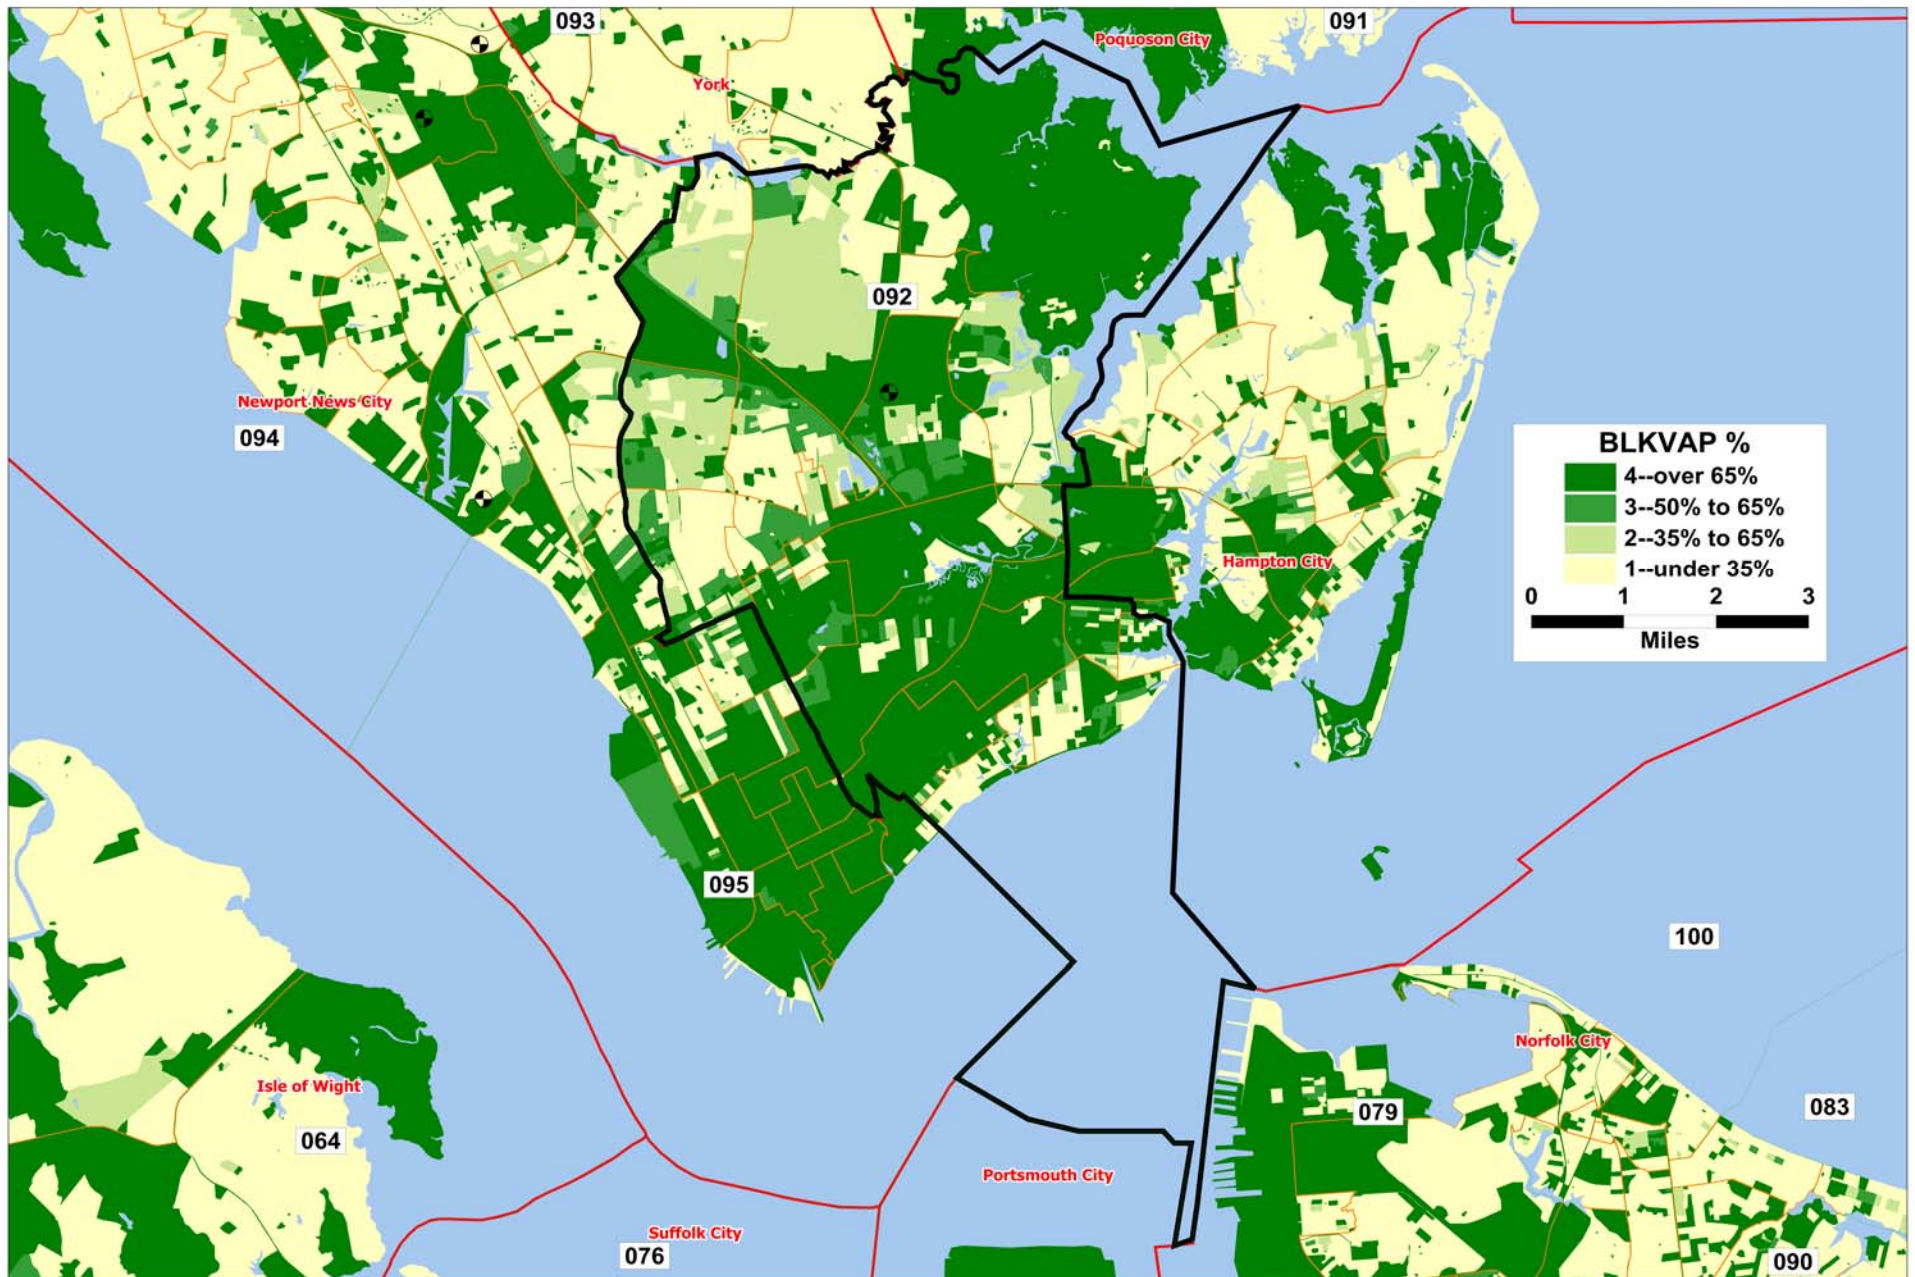 093
091
Poquoson City
York
092
Newport News City
094
BLKVAP %
4--over 65%
3--50% to 65%
2--35% to 65%
1--under 35%
0 1 2 3
Miles
Hampton City
095
100
Norfolk City
Isle of Wight
083
079
064
Portsmouth City
Suffolk City
076
090